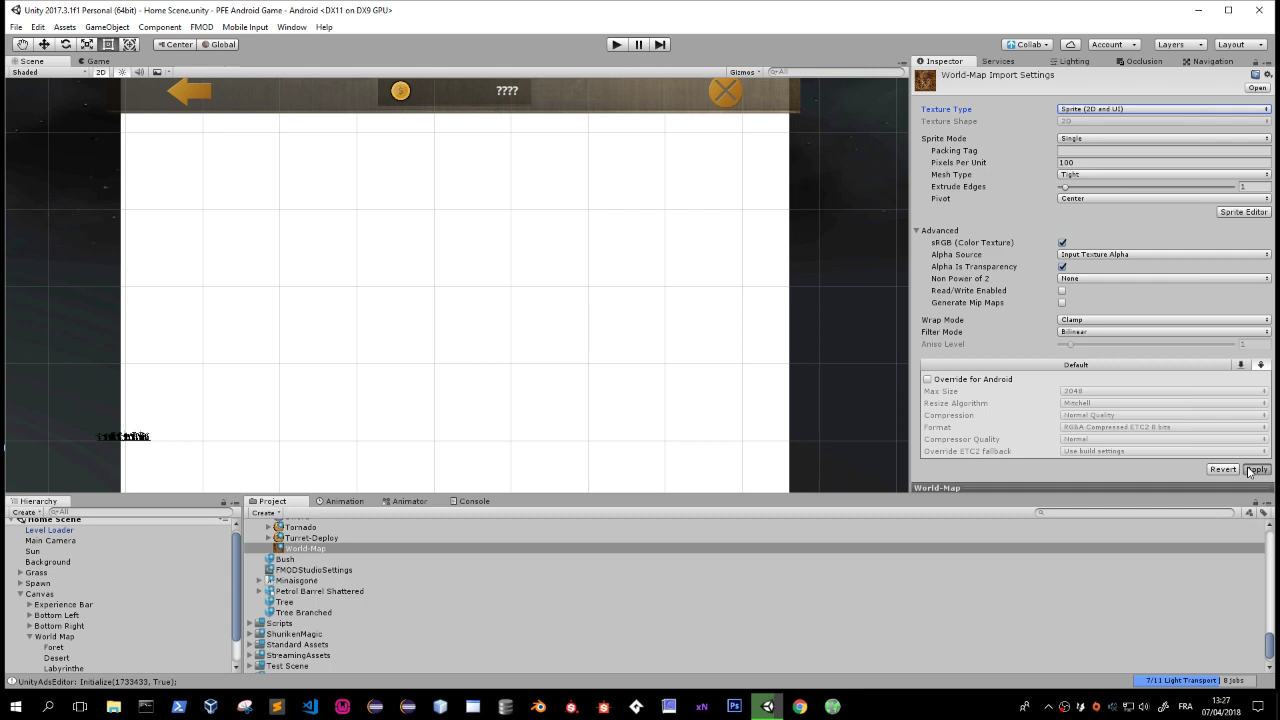 Unity 2017.3.1f1 Personal (64bit) - Home Scene.unity - PFE Android Game - Android <DX11 on DX9 GPU>
File Edit Assets GameObject Component FMOD Mobile Input Window Help
Center Global Collab Account Layers Layout
Scene Game
Shaded 2D Gizmos All
????
Inspector Services Lighting Occlusion Navigation
World-Map Import Settings
Open
Texture Type Sprite (2D and UI)
Texture Shape 2D
Sprite Mode Single
Packing Tag
Pixels Per Unit 100
Mesh Type Tight
Extrude Edges 1
Pivot Center
Sprite Editor
Advanced
sRGB (Color Texture)
Alpha Source Input Texture Alpha
Alpha Is Transparency
Non Power of 2 None
Read/Write Enabled
Generate Mip Maps
Wrap Mode Clamp
Filter Mode Bilinear
Aniso Level 1
Default
Override for Android
Max Size 2048
Resize Algorithm Mitchell
Compression Normal Quality
Format RGBA Compressed ETC2 8 bits
Compressor Quality Normal
Override ETC2 fallback Use build settings
Revert Apply
World-Map
Hierarchy
Create All
Home Scene
Level Loader
Main Camera
Sun
Background
Grass
Spawn
Canvas
Experience Bar
Bottom Left
Bottom Right
World Map
Foret
Desert
Labyrinthe
Project Animation Animator Console
Create
Tornado
Turret-Deploy
World-Map
Bush
FMODStudioSettings
Minaisgone
Petrol Barrel Shattered
Tree
Tree Branched
Scripts
ShurikenMagic
Standard Assets
StreamingAssets
Test Scene
UnityAdsEditor: Initialize(1733433, True);
7/11 Light Transport 8 jobs
xN Ps FRA
13:27
07/04/2018